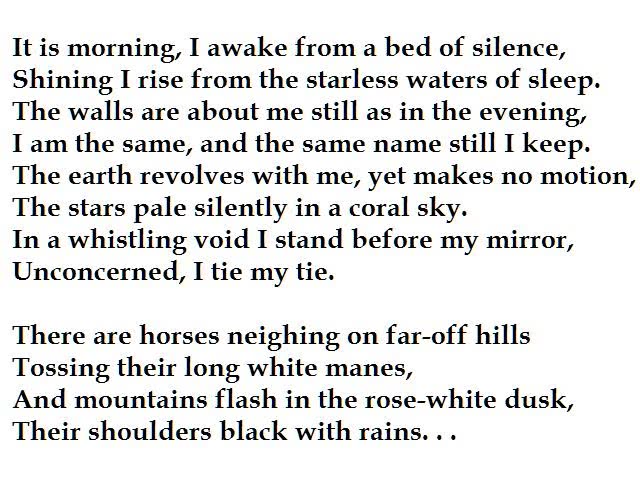 It is morning, I awake from a bed of silence,
Shining I rise from the starless waters of sleep.
The walls are about me still as in the evening,
I am the same, and the same name still I keep.
The earth revolves with me, yet makes no motion,
The stars pale silently in a coral sky.
In a whistling void I stand before my mirror,
Unconcerned, I tie my tie.

There are horses neighing on far-off hills
Tossing their long white manes,
And mountains flash in the rose-white dusk,
Their shoulders black with rains. . .